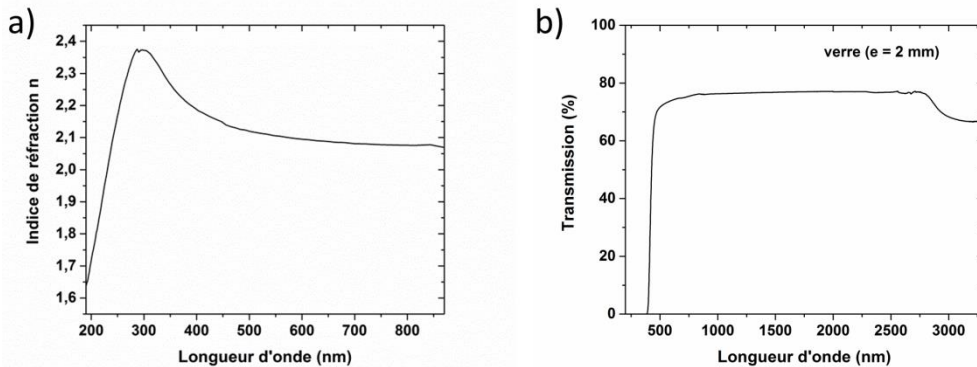 a)
2,4
2,3
2,2
2,1
2,0
1,9
1,8
1,7
1,6
Indice de réfraction n
200 300 400 500 600 700 800
Longueur d'onde (nm)
b)
100
80
60
40
20
0
Transmission (%)
verre (e = 2 mm)
500 1000 1500 2000 2500 3000
Longueur d'onde (nm)